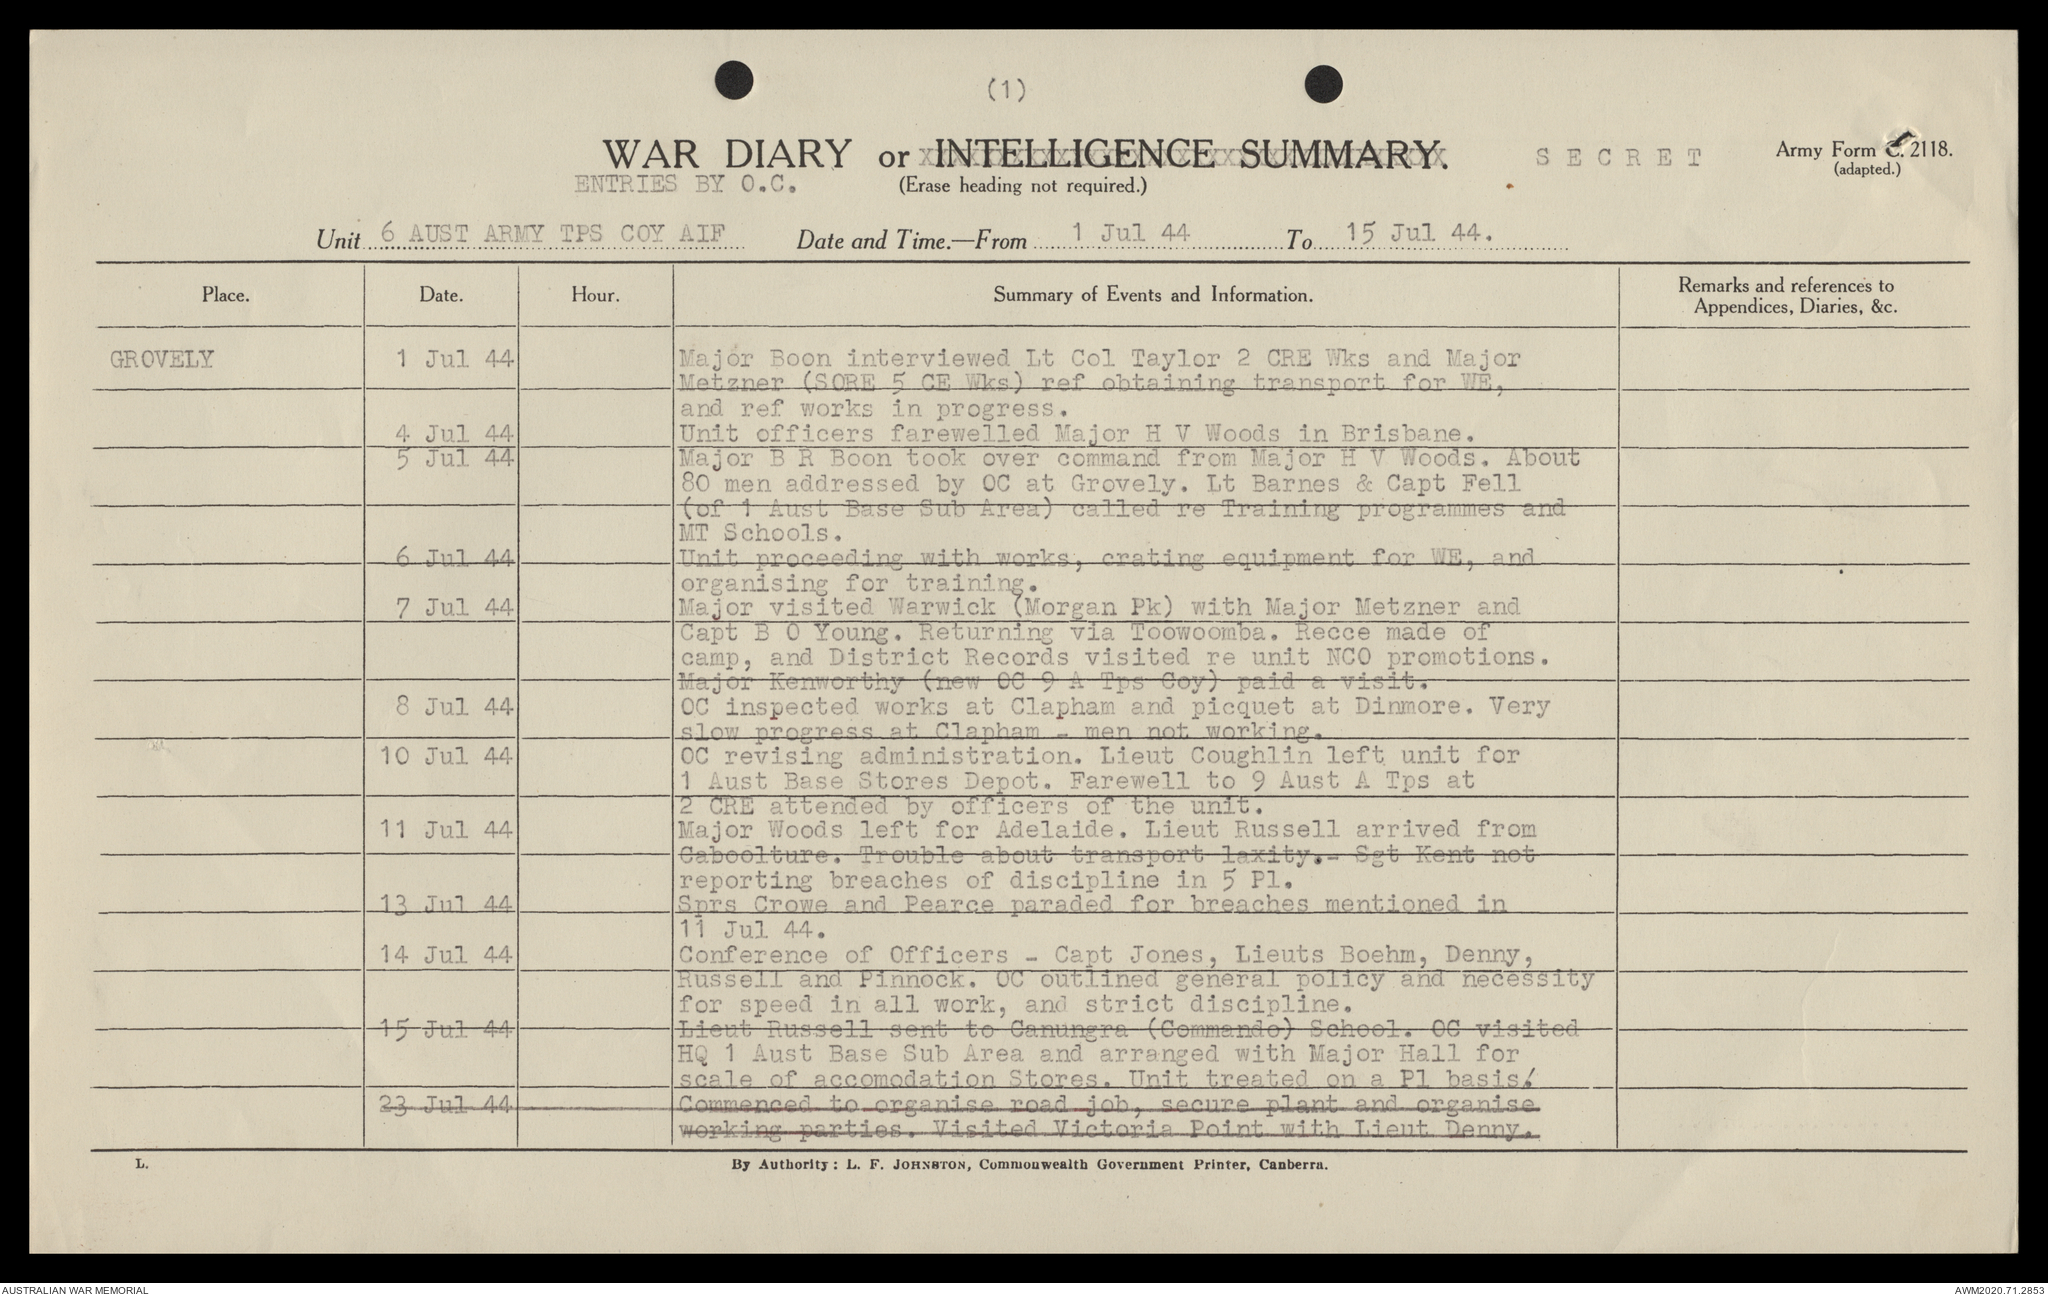 (1)
WAR DIARY or INTELLIGENCE SUMMARY. SECRET Army Form C. 2118.
(adapted.)
ENTRIES BY O.C. (Erase heading not required.)
Unit 6 AUST ARMY TPS COY AIF Date and Time.—From 1 Jul 44 To 15 Jul 44.
Place. Date. Hour. Summary of Events and Information. Remarks and references to
Appendices, Diaries, &c.
GROVELY 1 Jul 44 Major Boon interviewed Lt Col Taylor 2 CRE Wks and Major
Metzner (SORE 5 CE Wks) ref obtaining transport for WE,
and ref works in progress.
4 Jul 44 Unit officers farewelled Major H V Woods in Brisbane.
5 Jul 44 Major B R Boon took over command from Major H V Woods. About
80 men addressed by OC at Grovely. Lt Barnes & Capt Fell
(of 1 Aust Base Sub Area) called re Training programmes and
MT Schools.
6 Jul 44 Unit proceeding with works, crating equipment for WE, and
organising for training.
7 Jul 44 Major visited Warwick (Morgan Pk) with Major Metzner and
Capt B O Young. Returning via Toowoomba. Recce made of
camp, and District Records visited re unit NCO promotions.
Major Kenworthy (new OC 9 A Tps Coy) paid a visit.
8 Jul 44 OC inspected works at Clapham and picquet at Dinmore. Very
slow progress at Clapham - men not working.
10 Jul 44 OC revising administration. Lieut Coughlin left unit for
1 Aust Base Stores Depot. Farewell to 9 Aust A Tps at
2 CRE attended by officers of the unit.
11 Jul 44 Major Woods left for Adelaide. Lieut Russell arrived from
Caboolture. Trouble about transport laxity.- Sgt Kent not
reporting breaches of discipline in 5 Pl.
13 Jul 44 Sprs Crowe and Pearce paraded for breaches mentioned in
11 Jul 44.
14 Jul 44 Conference of Officers - Capt Jones, Lieuts Boehm, Denny,
Russell and Pinnock. OC outlined general policy and necessity
for speed in all work, and strict discipline.
15 Jul 44 Lieut Russell sent to Canungra (Commando) School. OC visited
HQ 1 Aust Base Sub Area and arranged with Major Hall for
scale of accomodation Stores. Unit treated on a Pl basis.
23 Jul 44 Commenced to organise road job, secure plant and organise
working parties. Visited Victoria Point with Lieut Denny.
L. By Authority: L. F. JOHNSTON, Commonwealth Government Printer, Canberra.
AUSTRALIAN WAR MEMORIAL AWM2020.71.2853